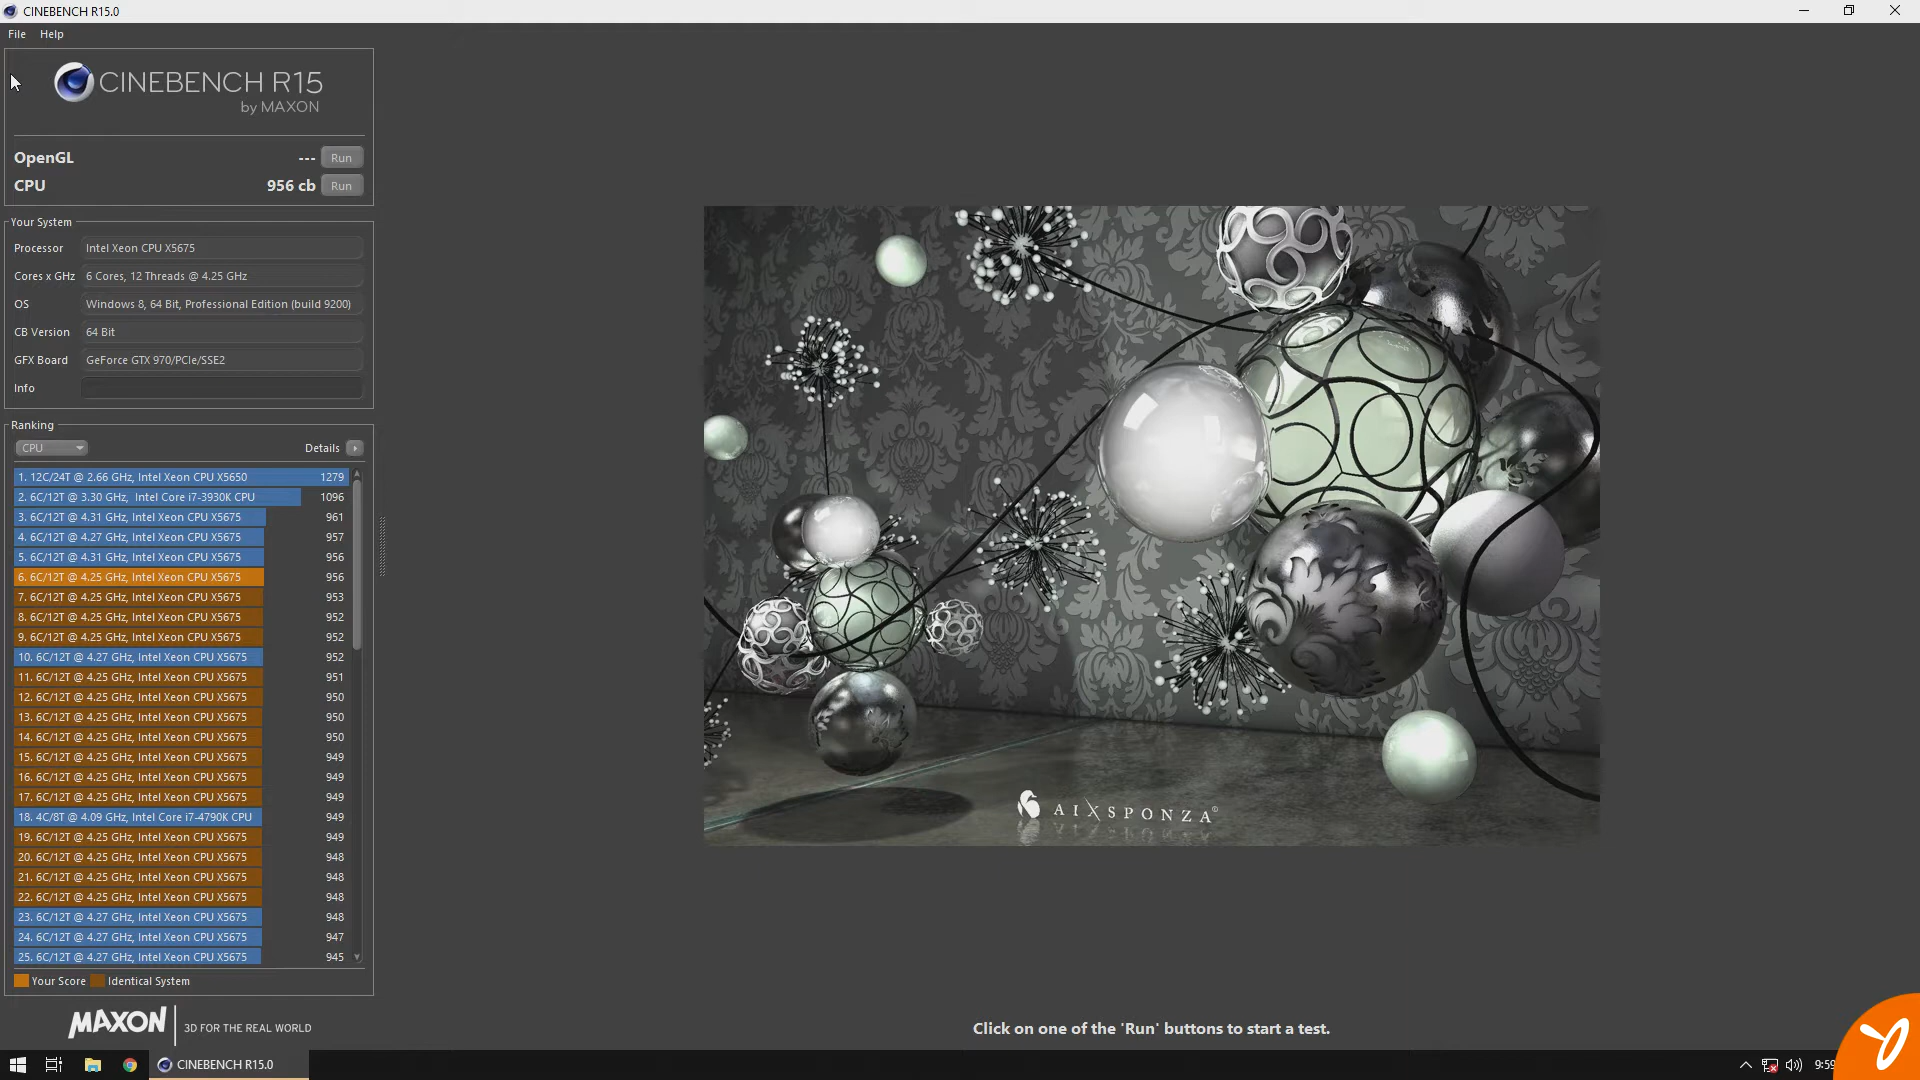 CINEBENCH R15.0
File Help
CINEBENCH R15
by MAXON
OpenGL --- Run
CPU 956 cb Run
Your System
Processor Intel Xeon CPU X5675
Cores x GHz 6 Cores, 12 Threads @ 4.25 GHz
OS Windows 8, 64 Bit, Professional Edition (build 9200)
CB Version 64 Bit
GFX Board GeForce GTX 970/PCIe/SSE2
Info
Ranking
CPU Details
1. 12C/24T @ 2.66 GHz, Intel Xeon CPU X5650 1279
2. 6C/12T @ 3.30 GHz, Intel Core i7-3930K CPU 1096
3. 6C/12T @ 4.31 GHz, Intel Xeon CPU X5675 961
4. 6C/12T @ 4.27 GHz, Intel Xeon CPU X5675 957
5. 6C/12T @ 4.31 GHz, Intel Xeon CPU X5675 956
6. 6C/12T @ 4.25 GHz, Intel Xeon CPU X5675 956
7. 6C/12T @ 4.25 GHz, Intel Xeon CPU X5675 953
8. 6C/12T @ 4.25 GHz, Intel Xeon CPU X5675 952
9. 6C/12T @ 4.25 GHz, Intel Xeon CPU X5675 952
10. 6C/12T @ 4.27 GHz, Intel Xeon CPU X5675 952
11. 6C/12T @ 4.25 GHz, Intel Xeon CPU X5675 951
12. 6C/12T @ 4.25 GHz, Intel Xeon CPU X5675 950
13. 6C/12T @ 4.25 GHz, Intel Xeon CPU X5675 950
14. 6C/12T @ 4.25 GHz, Intel Xeon CPU X5675 950
15. 6C/12T @ 4.25 GHz, Intel Xeon CPU X5675 949
16. 6C/12T @ 4.25 GHz, Intel Xeon CPU X5675 949
17. 6C/12T @ 4.25 GHz, Intel Xeon CPU X5675 949
18. 4C/8T @ 4.09 GHz, Intel Core i7-4790K CPU 949
19. 6C/12T @ 4.25 GHz, Intel Xeon CPU X5675 949
20. 6C/12T @ 4.25 GHz, Intel Xeon CPU X5675 948
21. 6C/12T @ 4.25 GHz, Intel Xeon CPU X5675 948
22. 6C/12T @ 4.25 GHz, Intel Xeon CPU X5675 948
23. 6C/12T @ 4.27 GHz, Intel Xeon CPU X5675 948
24. 6C/12T @ 4.27 GHz, Intel Xeon CPU X5675 947
25. 6C/12T @ 4.27 GHz, Intel Xeon CPU X5675 945
Your Score Identical System
MAXON 3D FOR THE REAL WORLD
AIXSPONZA©
Click on one of the 'Run' buttons to start a test.
CINEBENCH R15.0
9:59